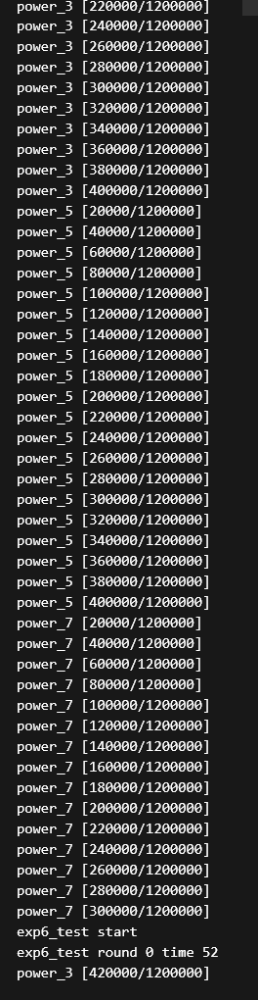 power_3 [220000/1200000]
power_3 [240000/1200000]
power_3 [260000/1200000]
power_3 [280000/1200000]
power_3 [300000/1200000]
power_3 [320000/1200000]
power_3 [340000/1200000]
power_3 [360000/1200000]
power_3 [380000/1200000]
power_3 [400000/1200000]
power_5 [20000/1200000]
power_5 [40000/1200000]
power_5 [60000/1200000]
power_5 [80000/1200000]
power_5 [100000/1200000]
power_5 [120000/1200000]
power_5 [140000/1200000]
power_5 [160000/1200000]
power_5 [180000/1200000]
power_5 [200000/1200000]
power_5 [220000/1200000]
power_5 [240000/1200000]
power_5 [260000/1200000]
power_5 [280000/1200000]
power_5 [300000/1200000]
power_5 [320000/1200000]
power_5 [340000/1200000]
power_5 [360000/1200000]
power_5 [380000/1200000]
power_5 [400000/1200000]
power_7 [20000/1200000]
power_7 [40000/1200000]
power_7 [60000/1200000]
power_7 [80000/1200000]
power_7 [100000/1200000]
power_7 [120000/1200000]
power_7 [140000/1200000]
power_7 [160000/1200000]
power_7 [180000/1200000]
power_7 [200000/1200000]
power_7 [220000/1200000]
power_7 [240000/1200000]
power_7 [260000/1200000]
power_7 [280000/1200000]
power_7 [300000/1200000]
exp6_test start
exp6_test round 0 time 52
power_3 [420000/1200000]